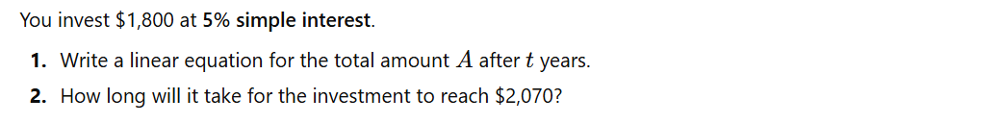 You invest $1,800 at 5% simple interest.
1. Write a linear equation for the total amount A after t years.
2. How long will it take for the investment to reach $2,070?